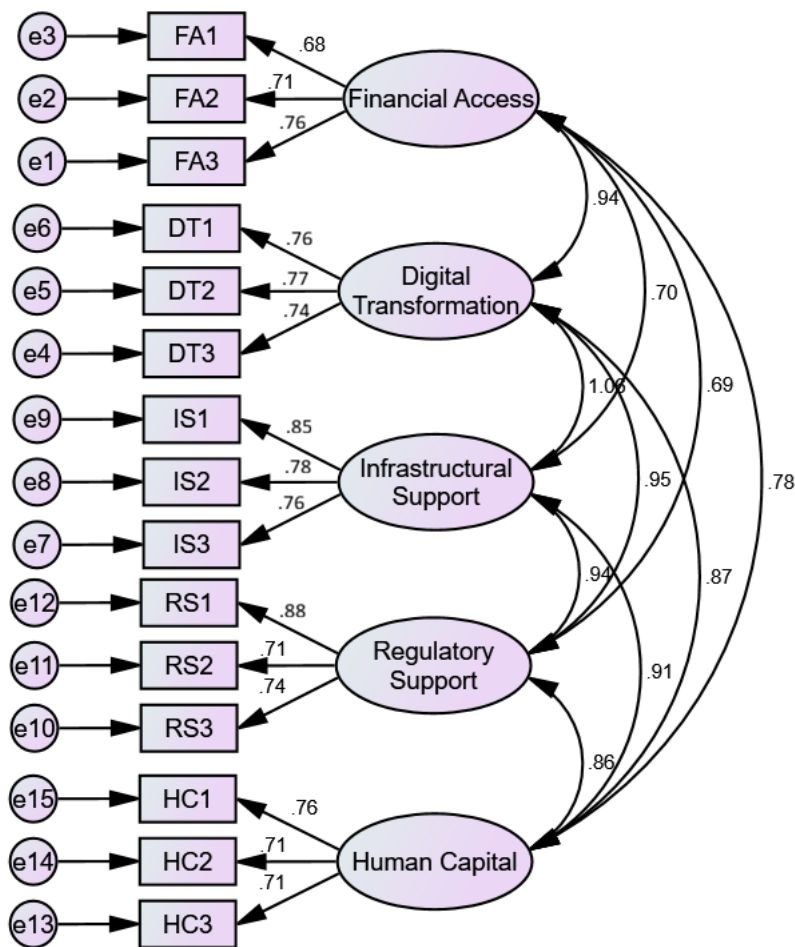 e3
FA1
.68
e2
FA2
.71
Financial Access
.76
e1
FA3
.94
e6
DT1
.76
e5
DT2
.77
Digital
Transformation
.70
.74
e4
DT3
1.06
.69
e9
IS1
.85
e8
IS2
.78
Infrastructural
Support
.95
.78
.76
e7
IS3
.94
.87
e12
RS1
.88
e11
RS2
.71
Regulatory
Support
.91
.74
e10
RS3
.86
e15
HC1
.76
e14
HC2
.71
Human Capital
.71
e13
HC3